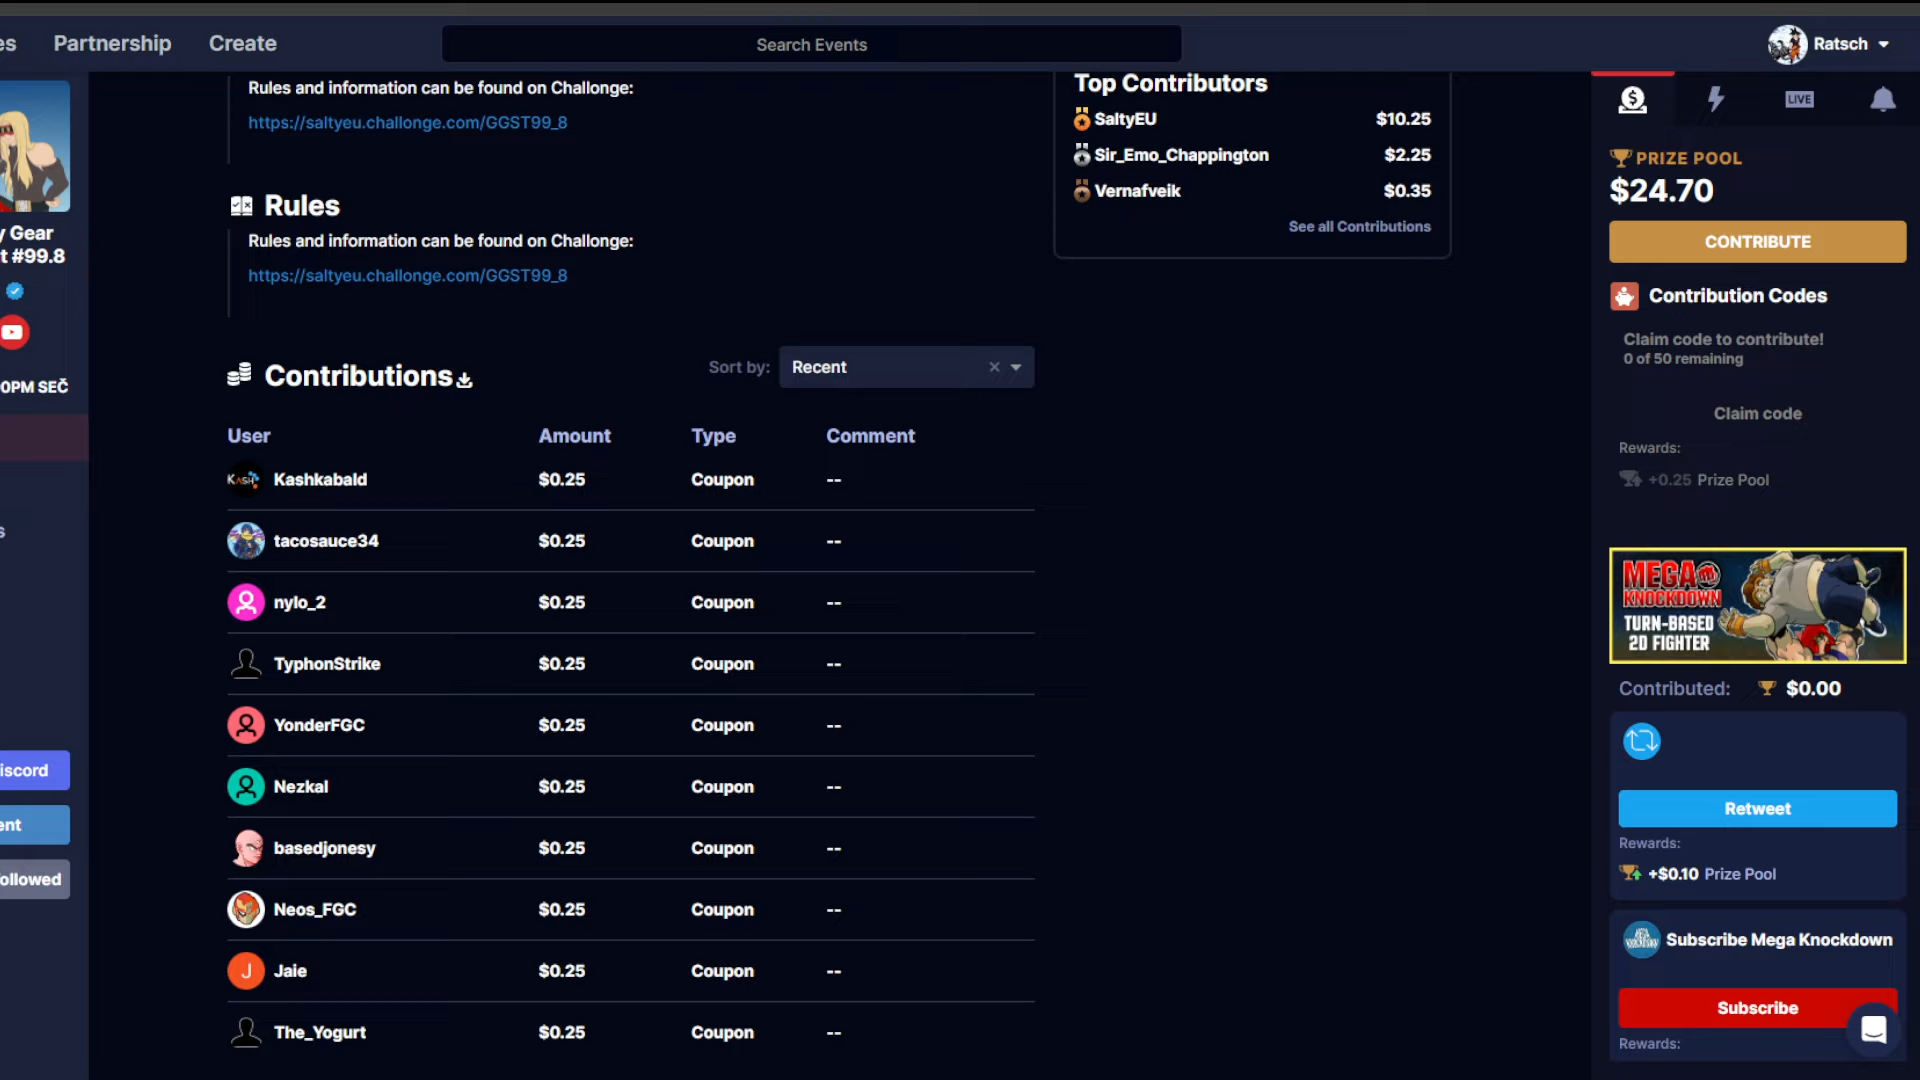 es
Partnership
Create
Search Events
Ratsch
y Gear
t #99.8
0PM SEČ
s
iscord
ent
ollowed
Rules and information can be found on Challonge:
https://saltyeu.challonge.com/GGST99_8
Rules
Rules and information can be found on Challonge:
https://saltyeu.challonge.com/GGST99_8
Top Contributors
SaltyEU $10.25
Sir_Emo_Chappington $2.25
Vernafveik $0.35
See all Contributions
Contributions
Sort by: Recent
User Amount Type Comment
KASH Kashkabald $0.25 Coupon --
tacosauce34 $0.25 Coupon --
nylo_2 $0.25 Coupon --
TyphonStrike $0.25 Coupon --
YonderFGC $0.25 Coupon --
Nezkal $0.25 Coupon --
basedjonesy $0.25 Coupon --
Neos_FGC $0.25 Coupon --
J Jaie $0.25 Coupon --
The_Yogurt $0.25 Coupon --
LIVE
PRIZE POOL
$24.70
CONTRIBUTE
Contribution Codes
Claim code to contribute!
0 of 50 remaining
Claim code
Rewards:
+0.25 Prize Pool
MEGA
KNOCKDOWN
TURN-BASED
2D FIGHTER
Contributed: $0.00
Retweet
Rewards:
+$0.10 Prize Pool
Subscribe Mega Knockdown
Subscribe
Rewards: